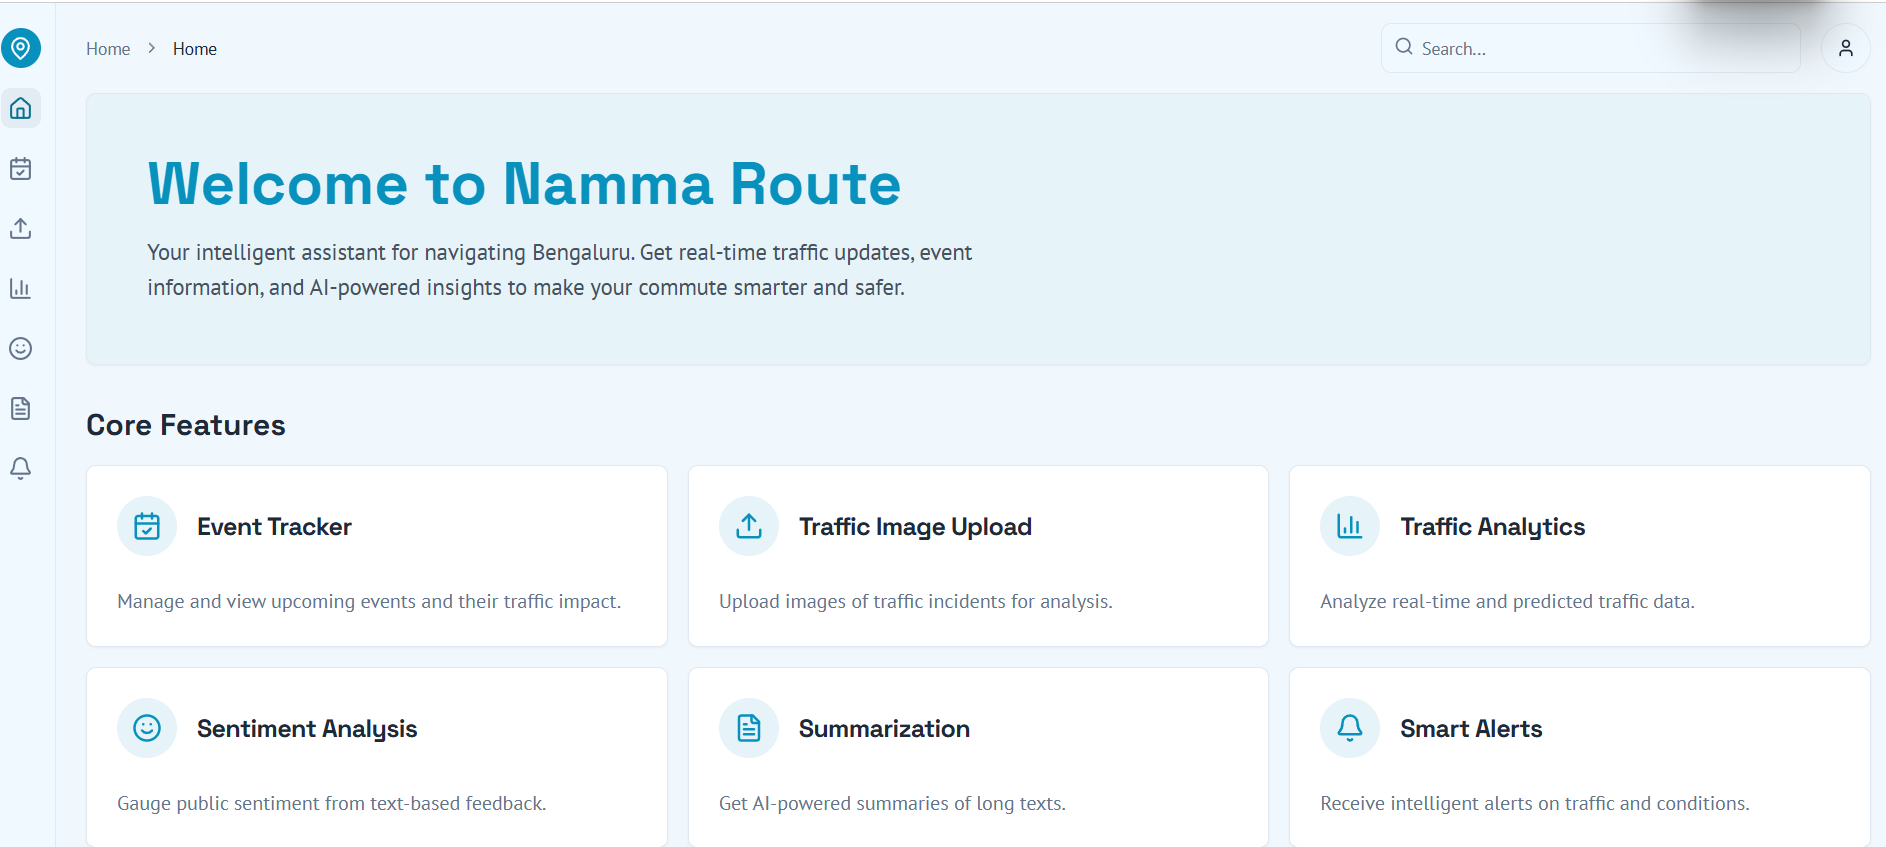 Home > Home
Search...
Welcome to Namma Route
Your intelligent assistant for navigating Bengaluru. Get real-time traffic updates, event
information, and AI-powered insights to make your commute smarter and safer.
Core Features
Event Tracker
Manage and view upcoming events and their traffic impact.
Traffic Image Upload
Upload images of traffic incidents for analysis.
Traffic Analytics
Analyze real-time and predicted traffic data.
Sentiment Analysis
Gauge public sentiment from text-based feedback.
Summarization
Get AI-powered summaries of long texts.
Smart Alerts
Receive intelligent alerts on traffic and conditions.